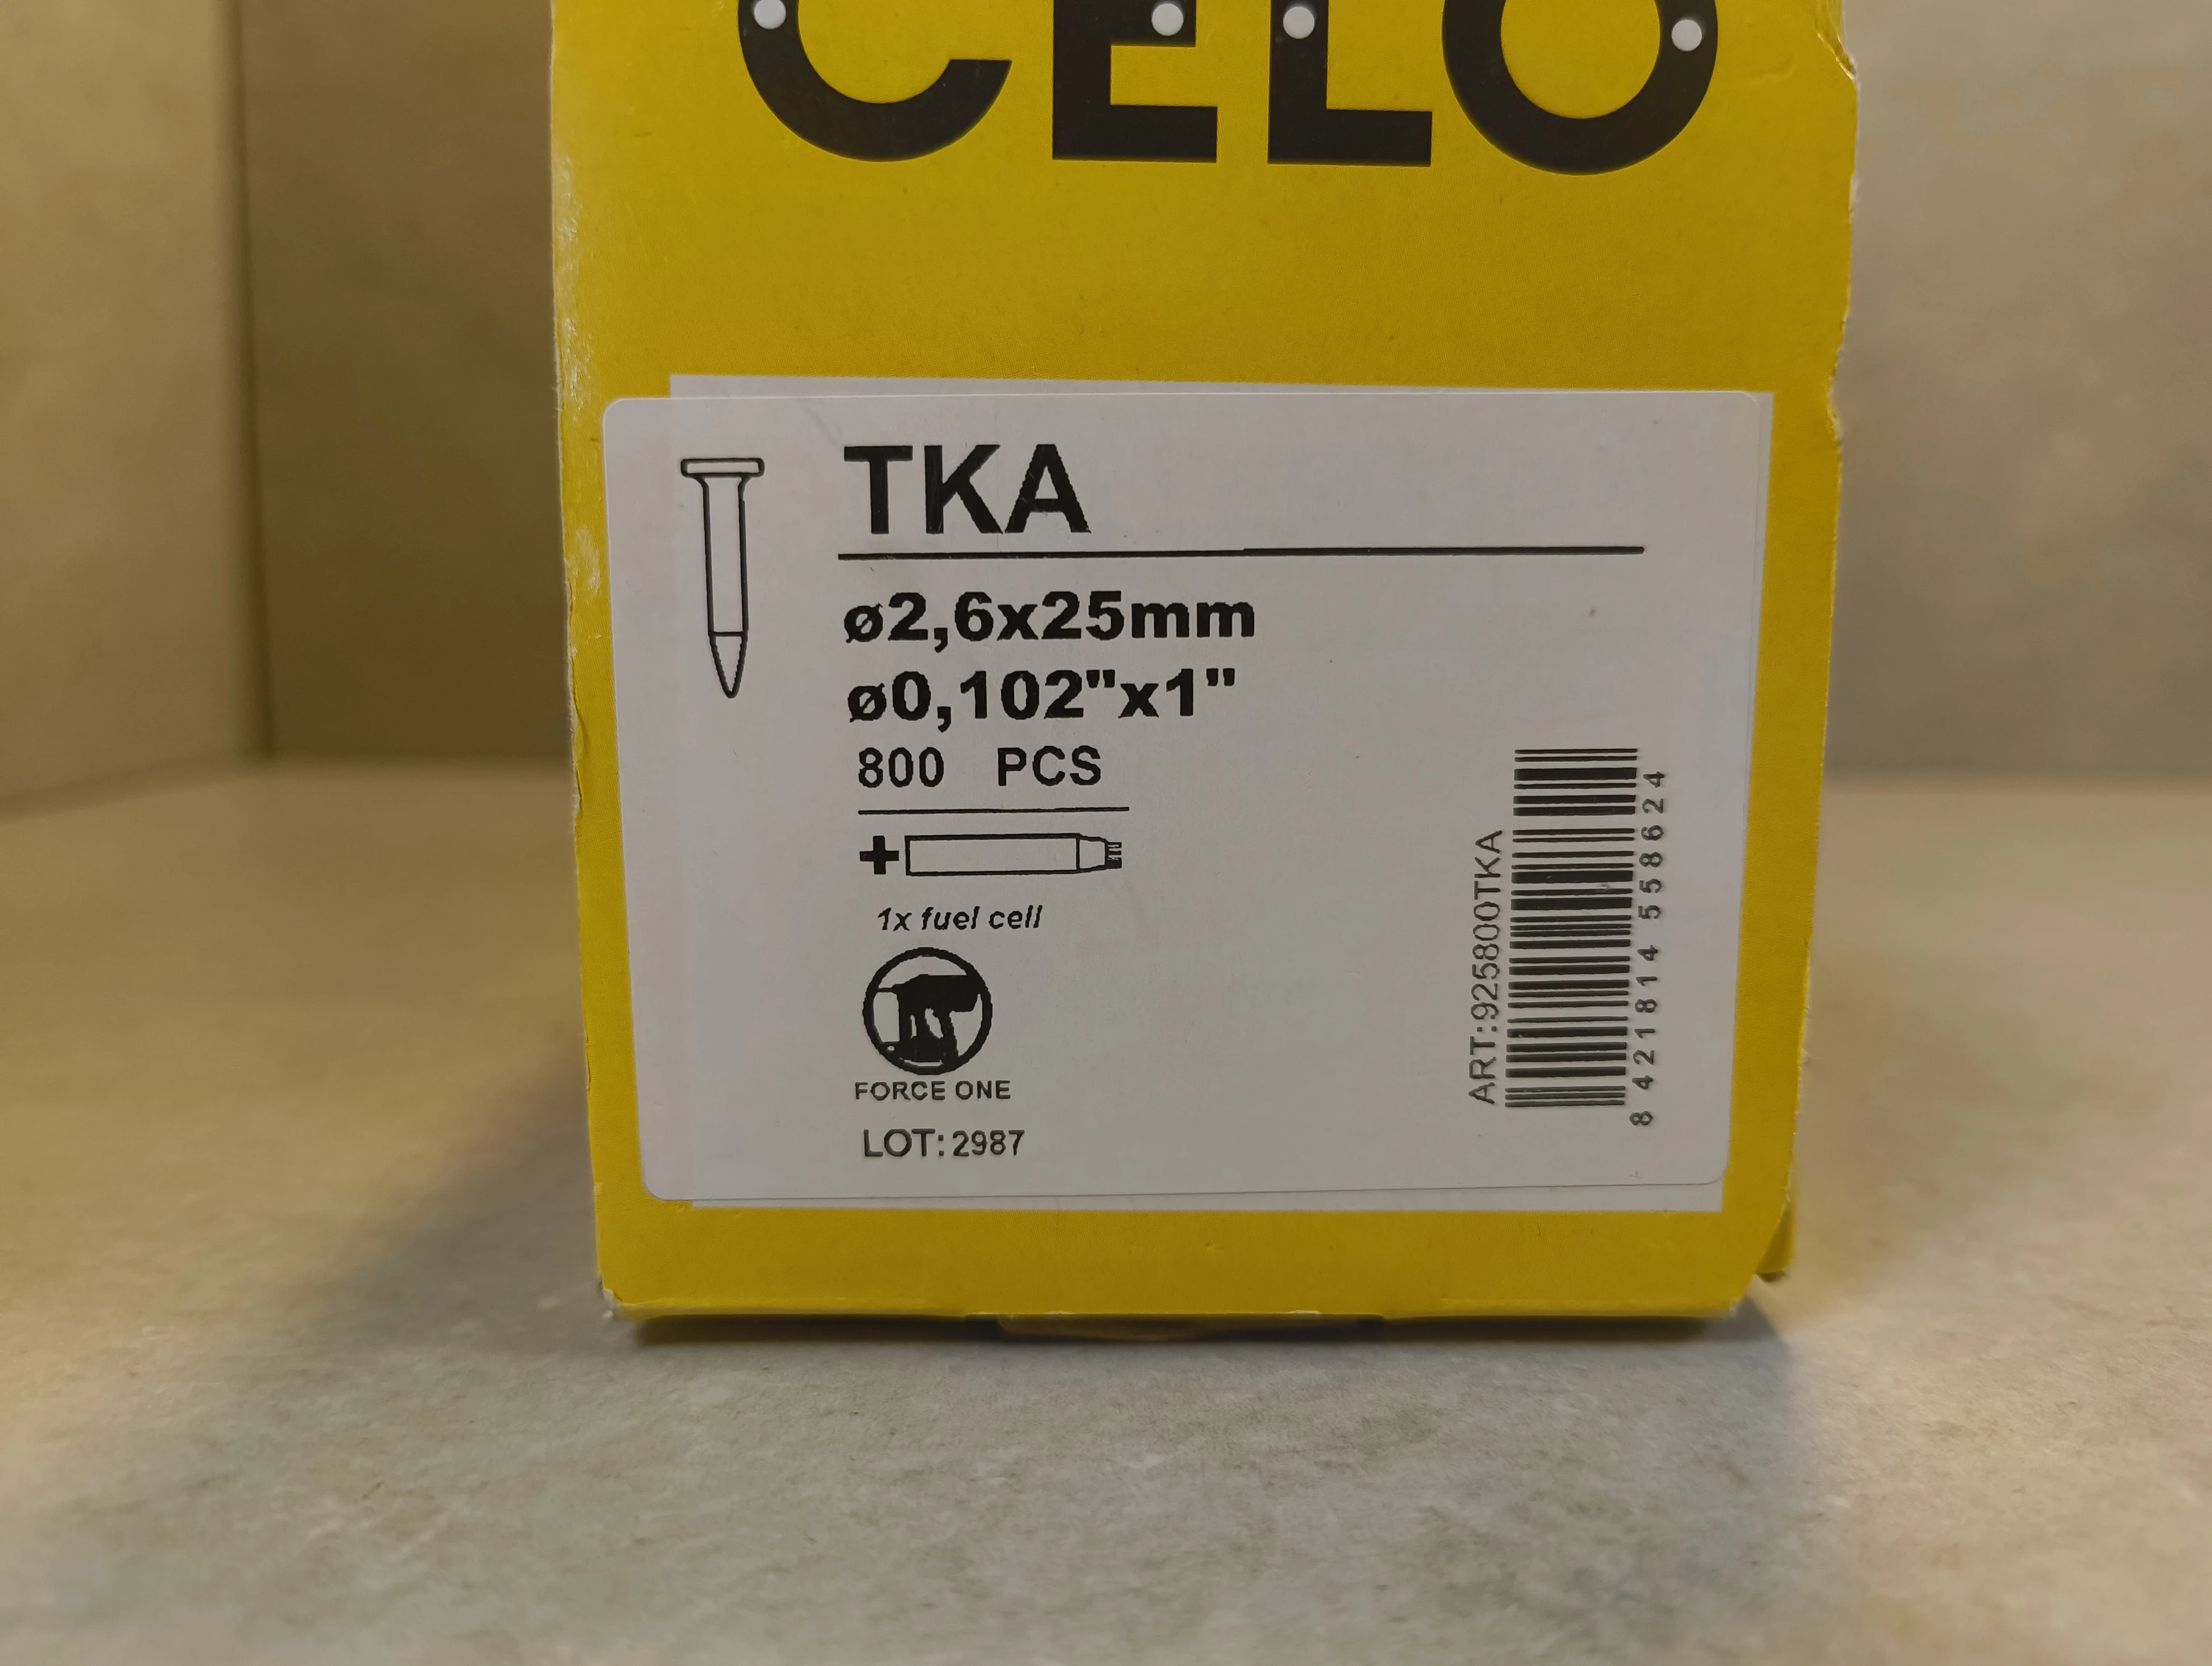 CELO
TKA
ø2,6x25mm
ø0,102"x1"
800 PCS
+
1x fuel cell
FORCE ONE
LOT:2987
ART:925800TKA
8 421814 558624